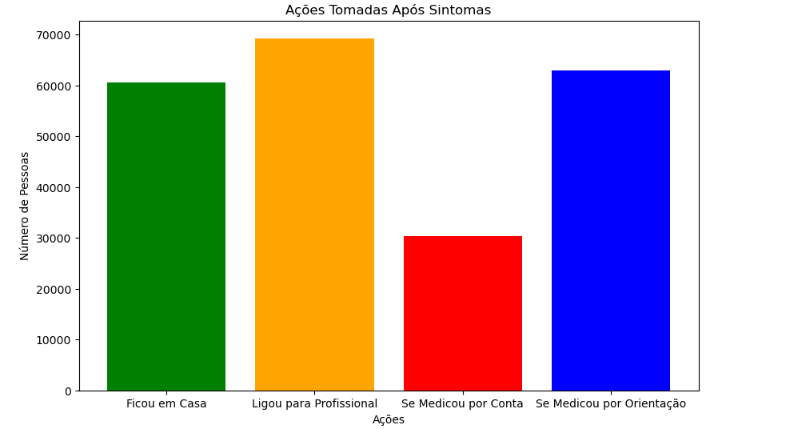 Ações Tomadas Após Sintomas
70000
60000
50000
40000
30000
20000
10000
0
Número de Pessoas
Ficou em Casa
Ligou para Profissional
Se Medicou por Conta
Se Medicou por Orientação
Ações